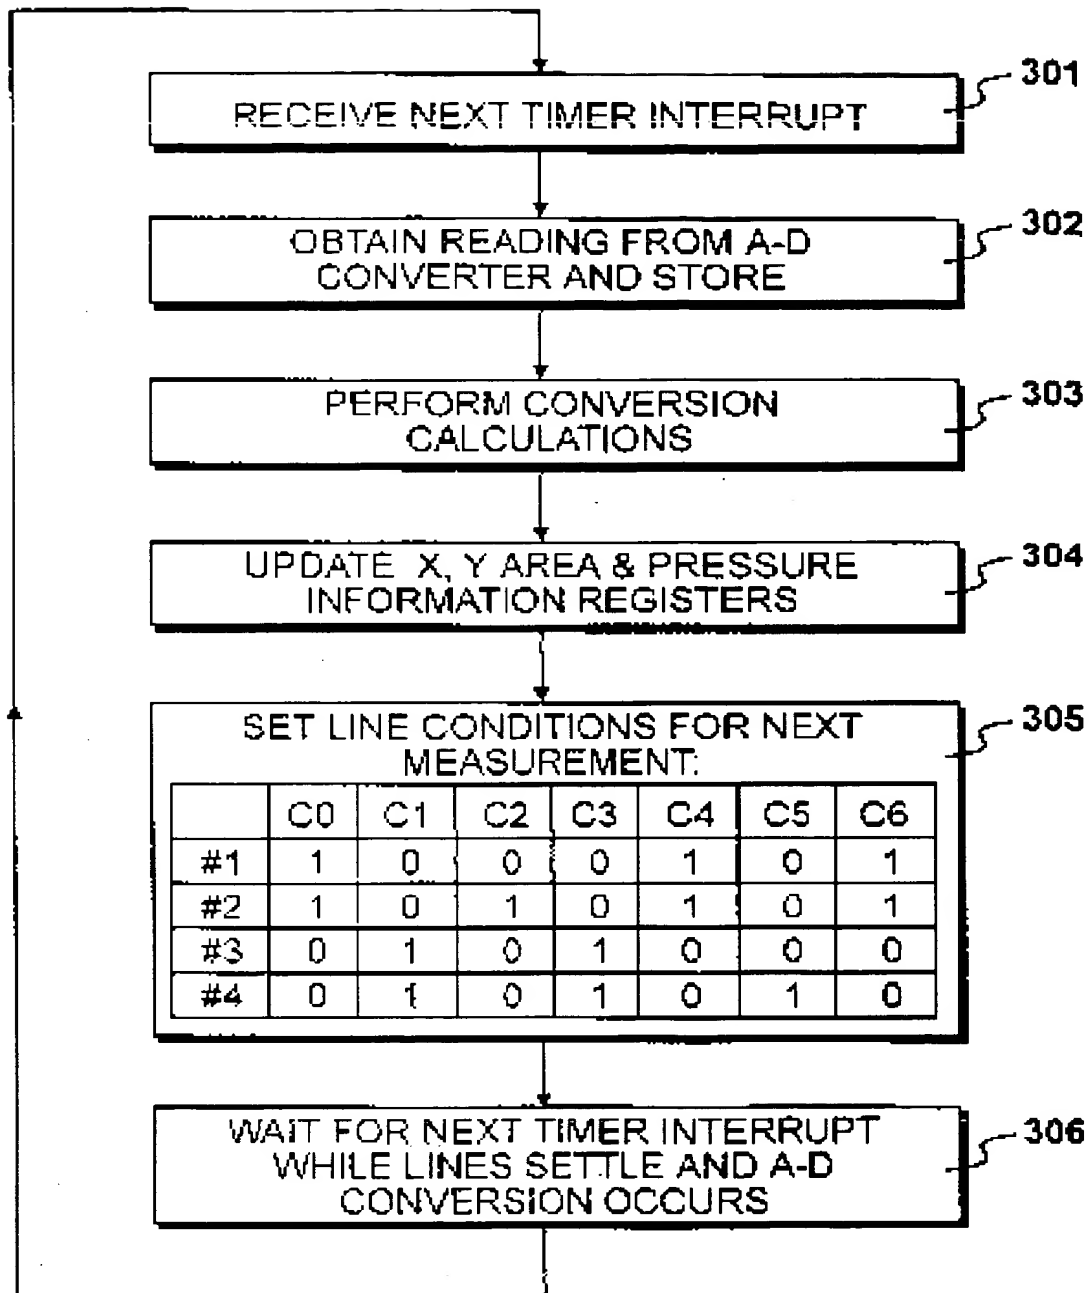 301
RECEIVE NEXT TIMER INTERRUPT
302
OBTAIN READING FROM A-D
CONVERTER AND STORE
303
PERFORM CONVERSION
CALCULATIONS
304
UPDATE X, Y AREA & PRESSURE
INFORMATION REGISTERS
305
SET LINE CONDITIONS FOR NEXT
MEASUREMENT:
C0 C1 C2 C3 C4 C5 C6
#1 1 0 0 0 1 0 1
#2 1 0 1 0 1 0 1
#3 0 1 0 1 0 0 0
#4 0 1 0 1 0 1 0
306
WAIT FOR NEXT TIMER INTERRUPT
WHILE LINES SETTLE AND A-D
CONVERSION OCCURS